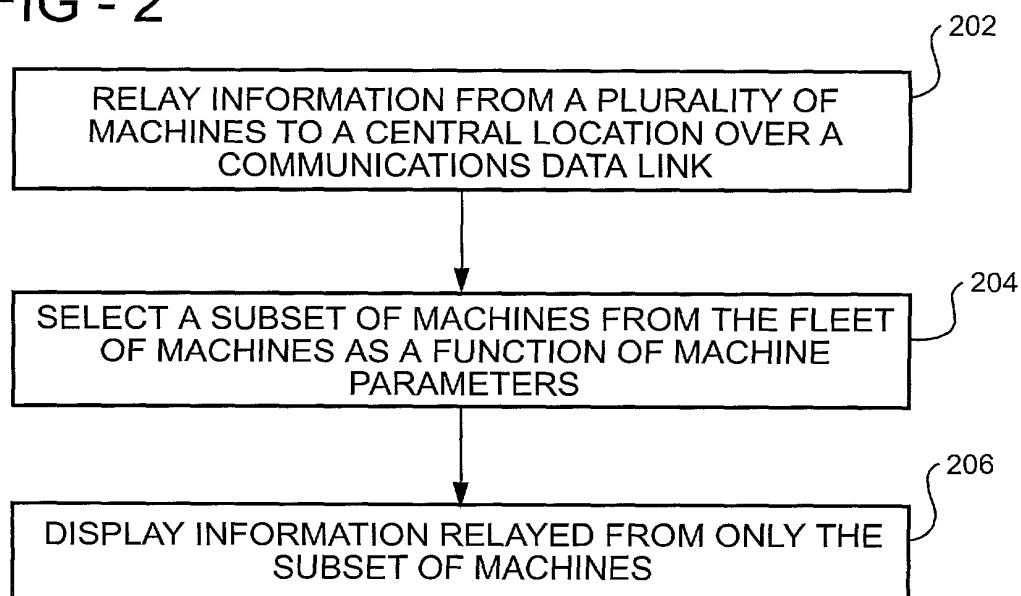 FIG - 2
202
RELAY INFORMATION FROM A PLURALITY OF
MACHINES TO A CENTRAL LOCATION OVER A
COMMUNICATIONS DATA LINK
204
SELECT A SUBSET OF MACHINES FROM THE FLEET
OF MACHINES AS A FUNCTION OF MACHINE
PARAMETERS
206
DISPLAY INFORMATION RELAYED FROM ONLY THE
SUBSET OF MACHINES